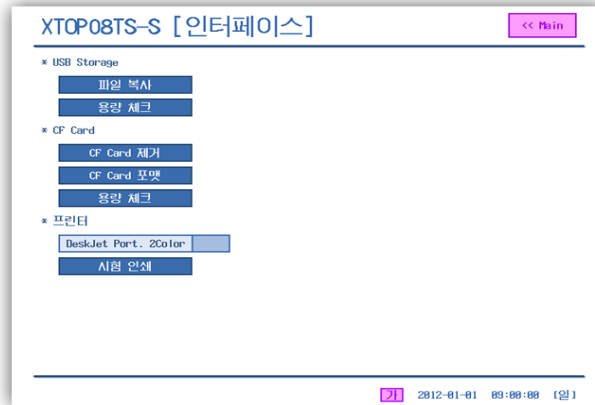 XTOP08TS-S [인터페이스]
<< Main
* USB Storage
파일 복사
용량 체크
* CF Card
CF Card 제거
CF Card 포맷
용량 체크
* 프린터
DeskJet Port. 2Color
시험 인쇄
가 2012-01-01 09:00:00 [일]